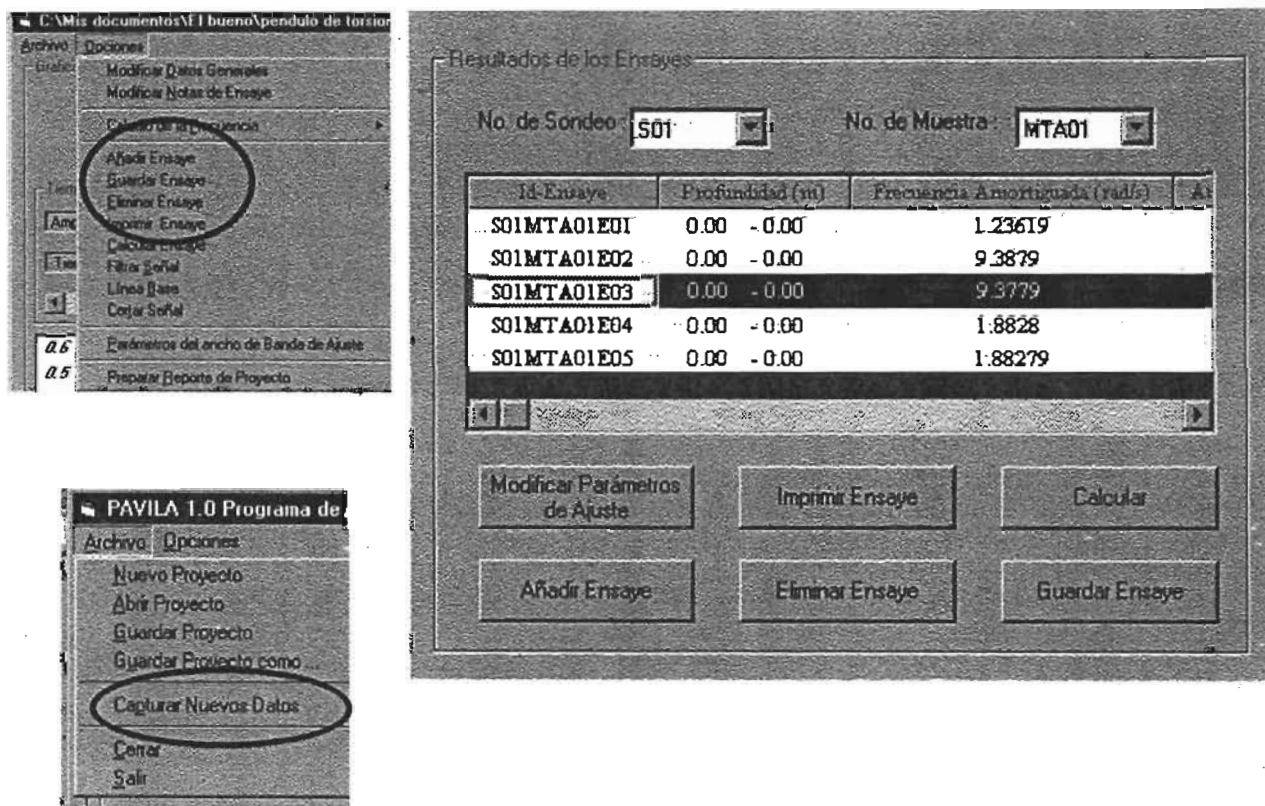 C:\Mis documentos\El bueno\pendulo de torsion
Archivo Opciones
Modificar Datos Generales
Modificar Notas de Ensaye
Calculo de la Frecuencia
Añadir Ensaye
Guardar Ensaye
Eliminar Ensaye
Imprimir Ensaye
Calcular Ensaye
Filtrar Señal
Línea Base
Cortar Señal
Parámetros del ancho de Banda de Ajuste
Preparar Reporte de Proyecto
0.6
0.5
PAVILA 1.0 Programa de
Archivo Opciones
Nuevo Proyecto
Abrir Proyecto
Guardar Proyecto
Guardar Proyecto como ...
Capturar Nuevos Datos
Cerrar
Salir
Resultados de los Ensayes
No. de Sondeo S01 No. de Muestra : MTA01
Id-Ensaye Profundidad (m) Frecuencia Amortiguada (rad/s)
S01MTA01E01 0.00 - 0.00 1.23619
S01MTA01E02 0.00 - 0.00 9.3879
S01MTA01E03 0.00 - 0.00 9.3779
S01MTA01E04 0.00 - 0.00 1.8828
S01MTA01E05 0.00 - 0.00 1.88279
Modificar Parámetros
de Ajuste
Imprimir Ensaye
Calcular
Añadir Ensaye
Eliminar Ensaye
Guardar Ensaye